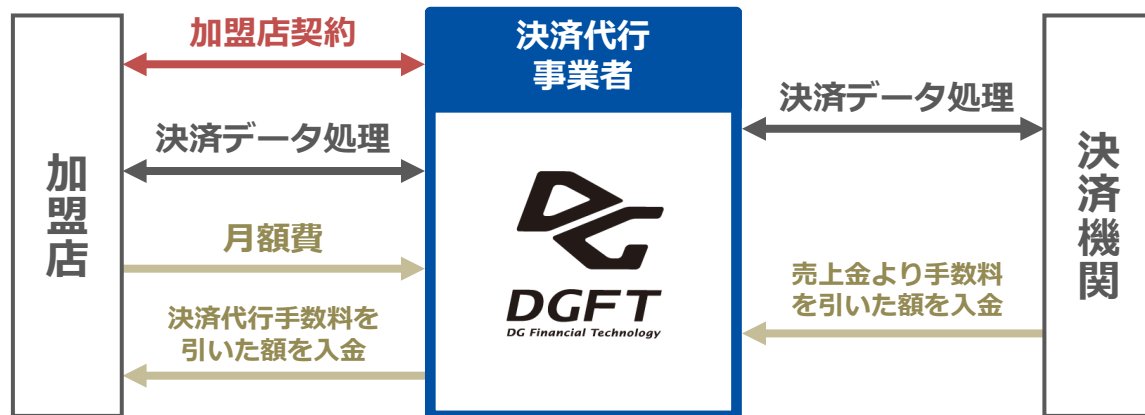 加盟店
加盟店契約
決済データ処理
月額費
決済代行手数料を
引いた額を入金
決済代行
事業者
DGFT
DG Financial Technology
決済データ処理
売上金より手数料
を引いた額を入金
決済機関